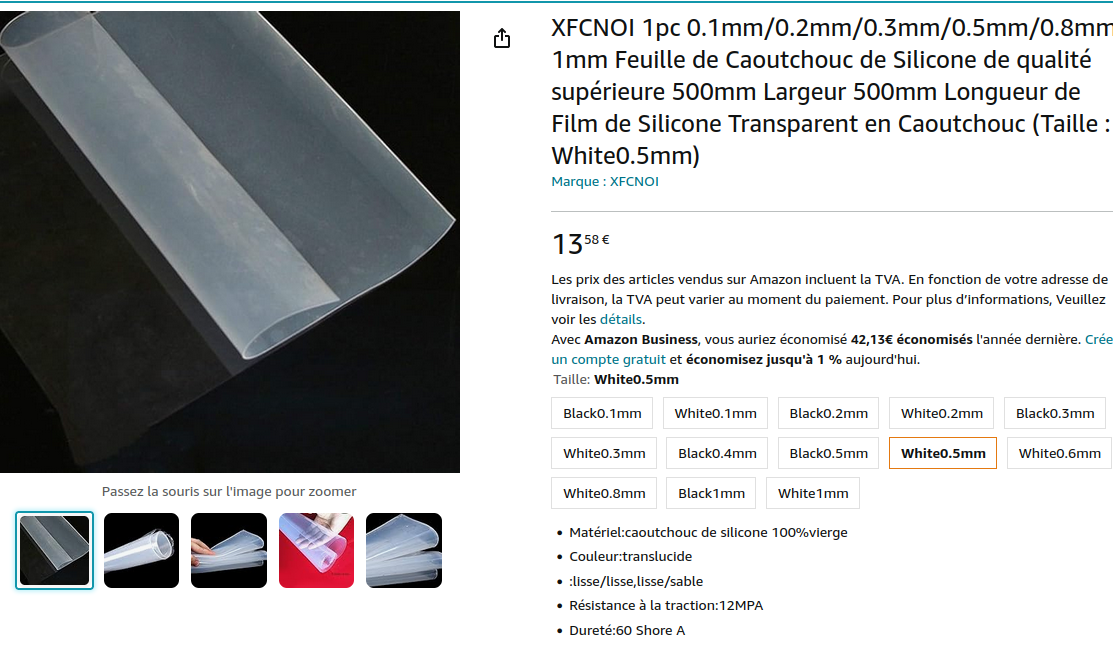 XFCNOI 1pc 0.1mm/0.2mm/0.3mm/0.5mm/0.8mm
1mm Feuille de Caoutchouc de Silicone de qualité
supérieure 500mm Largeur 500mm Longueur de
Film de Silicone Transparent en Caoutchouc (Taille :
White0.5mm)
Marque : XFCNOI
13 58 €
Les prix des articles vendus sur Amazon incluent la TVA. En fonction de votre adresse de
livraison, la TVA peut varier au moment du paiement. Pour plus d'informations, Veuillez
voir les détails.
Avec Amazon Business, vous auriez économisé 42,13€ économisés l'année dernière. Crée
un compte gratuit et économisez jusqu'à 1 % aujourd'hui.
Taille: White0.5mm
Black0.1mm White0.1mm Black0.2mm White0.2mm Black0.3mm
White0.3mm Black0.4mm Black0.5mm White0.5mm White0.6mm
White0.8mm Black1mm White1mm
• Matériel:caoutchouc de silicone 100%vierge
• Couleur:translucide
• :lisse/lisse,lisse/sable
• Résistance à la traction:12MPA
• Dureté:60 Shore A
Passez la souris sur l'image pour zoomer